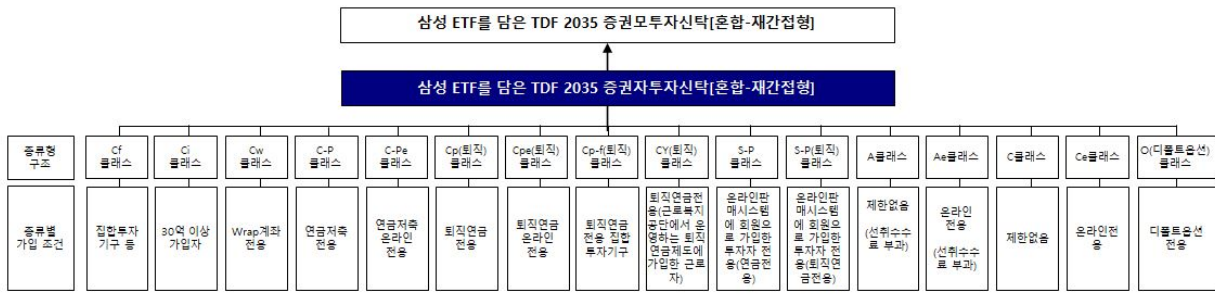 삼성 ETF를 담은 TDF 2035 증권모투자신탁[혼합-재간접형]
삼성 ETF를 담은 TDF 2035 증권자투자신탁[혼합-재간접형]
종류형
구조
Cf
클래스
Ci
클래스
Cw
클래스
C-P
클래스
C-Pe
클래스
Cp(퇴직)
클래스
Cpe(퇴직)
클래스
Cp-f(퇴직)
클래스
CY(퇴직)
클래스
S-P
클래스
S-P(퇴직)
클래스
A클래스
Ae클래스
C클래스
Ce클래스
O(디폴트옵션)
클래스
종류별
가입 조건
집합투자
기구 등
30억 이상
가입자
Wrap계좌
전용
연금저축
전용
연금저축
온라인
전용
퇴직연금
전용
퇴직연금
온라인
전용
퇴직연금
전용 집합
투자기구
퇴직연금전
용(근로복지
공단에서 운
영하는 퇴직
연금제도에
가입한 근로
자)
온라인판
매시스템
에 회원으
로 가입한
투자자 전
용(연금전
용)
온라인판
매시스템
에 회원으
로 가입한
투자자 전
용(퇴직연
금전용)
제한없음
(선취수수
료 부과)
온라인
전용
(선취수수
료 부과)
제한없음
온라인전
용
디폴트옵션
전용